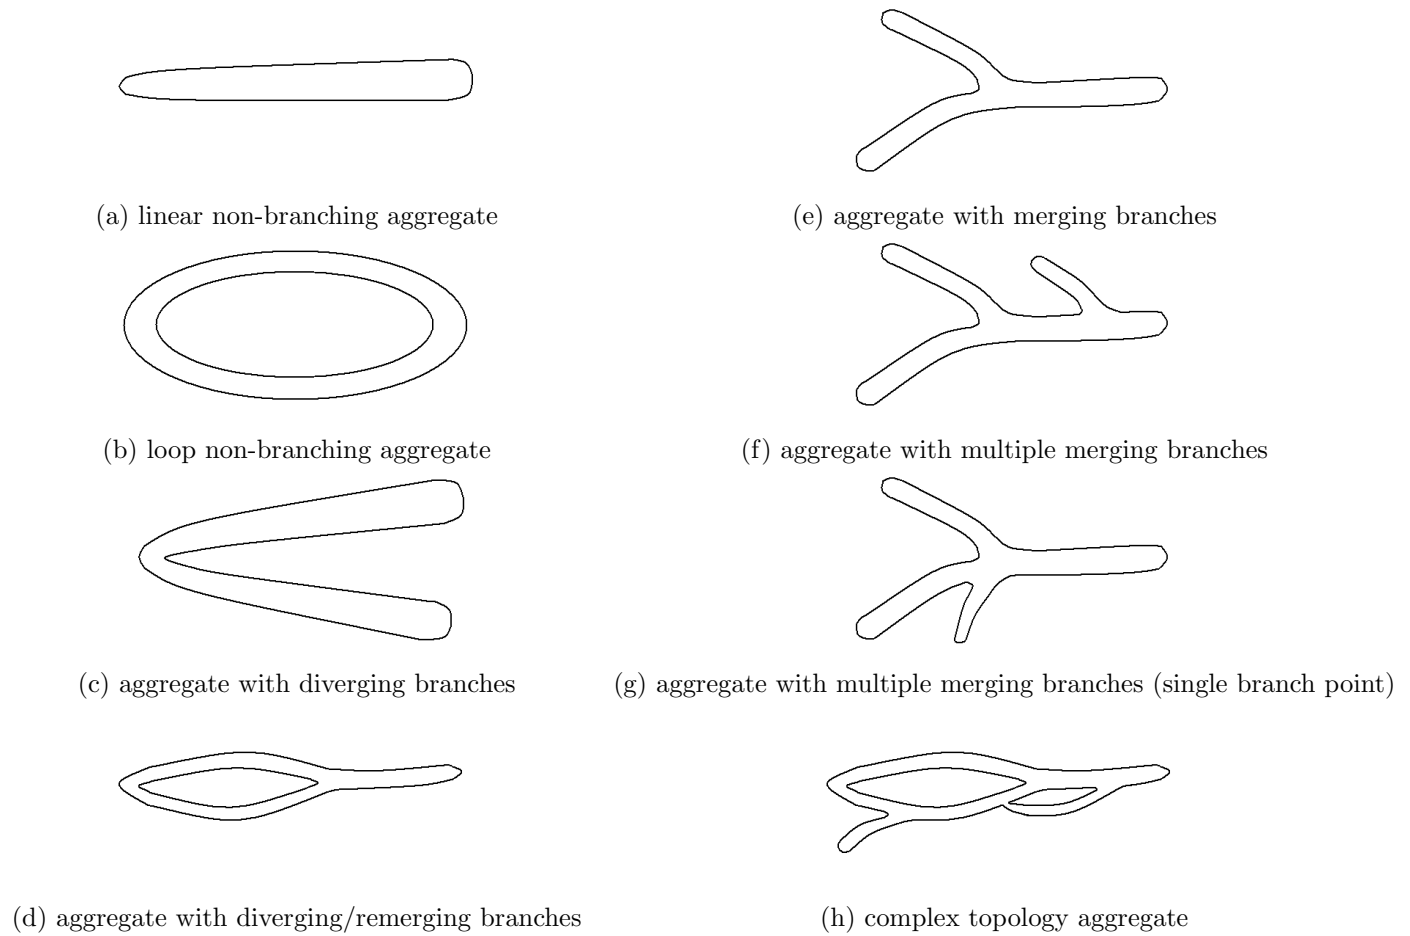 (a) linear non-branching aggregate
(e) aggregate with merging branches
(b) loop non-branching aggregate
(f) aggregate with multiple merging branches
(c) aggregate with diverging branches
(g) aggregate with multiple merging branches (single branch point)
(d) aggregate with diverging/remerging branches
(h) complex topology aggregate